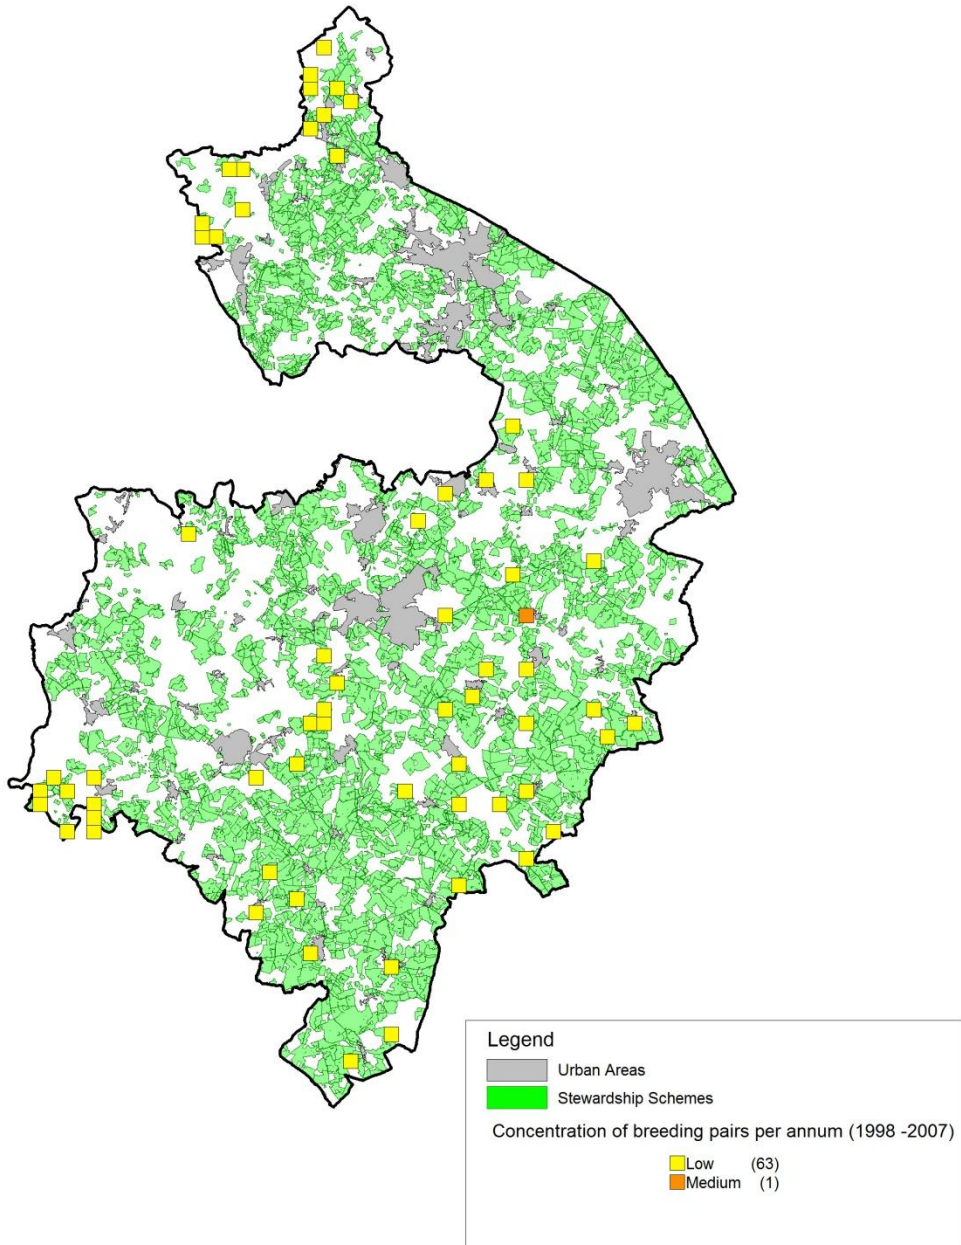 Legend
Urban Areas
Stewardship Schemes
Concentration of breeding pairs per annum (1998 -2007)
Low (63)
Medium (1)